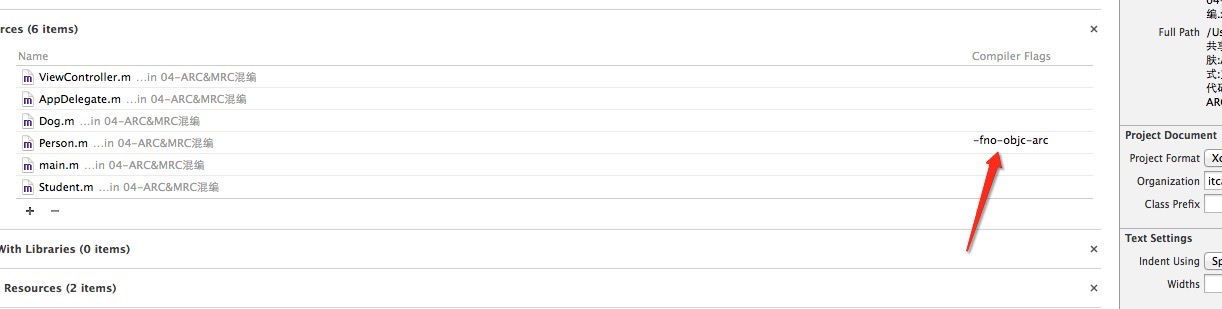 rces (6 items)
Name
Compiler Flags
ViewController.m ...in 04-ARC&MRC混编
AppDelegate.m ...in 04-ARC&MRC混编
Dog.m ...in 04-ARC&MRC混编
Person.m ...in 04-ARC&MRC混编
-fno-objc-arc
main.m ...in 04-ARC&MRC混编
Student.m ...in 04-ARC&MRC混编
+ −
With Libraries (0 items)
Resources (2 items)
编.
Full Path /Us
共享
肤:
式:
代码
AR
Project Document
Project Format Xc
Organization itca
Class Prefix
Text Settings
Indent Using Sp
Widths